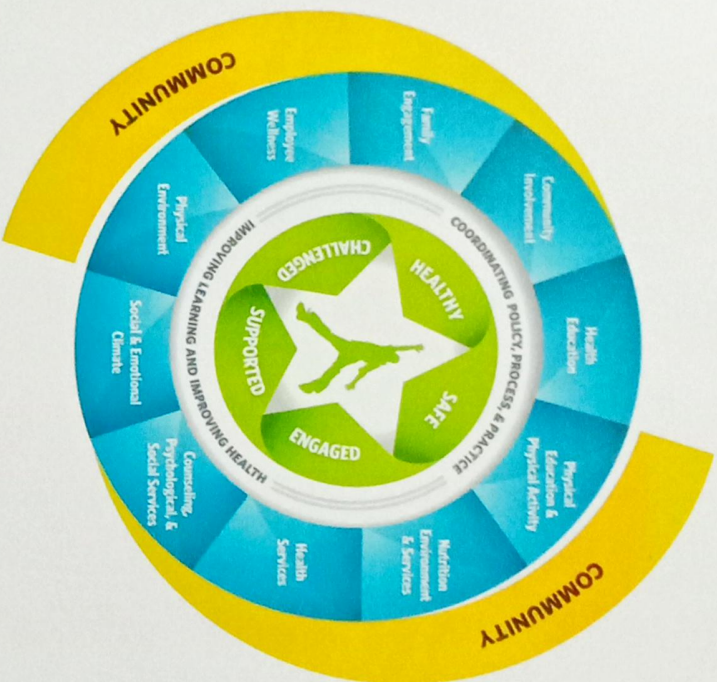 COMMUNITY
COMMUNITY
Health
Education
Physical
Education &
Physical Activity
Nutrition
Environment
& Services
Health
Services
Counseling,
Psychological, &
Social Services
Social & Emotional
Climate
Physical
Environment
Employee
Wellness
Family
Engagement
Community
Involvement
COORDINATING POLICY, PROCESS, & PRACTICE
IMPROVING LEARNING AND IMPROVING HEALTH
HEALTHY
SAFE
ENGAGED
SUPPORTED
CHALLENGED